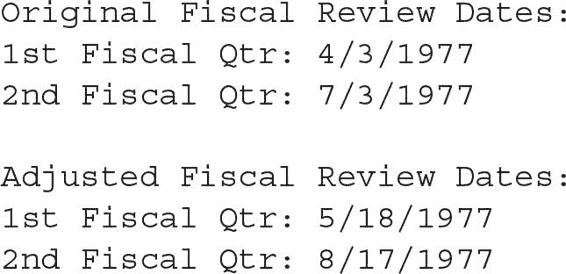 Original Fiscal Review Dates:
1st Fiscal Qtr: 4/3/1977
2nd Fiscal Qtr: 7/3/1977
Adjusted Fiscal Review Dates:
1st Fiscal Qtr: 5/18/1977
2nd Fiscal Qtr: 8/17/1977